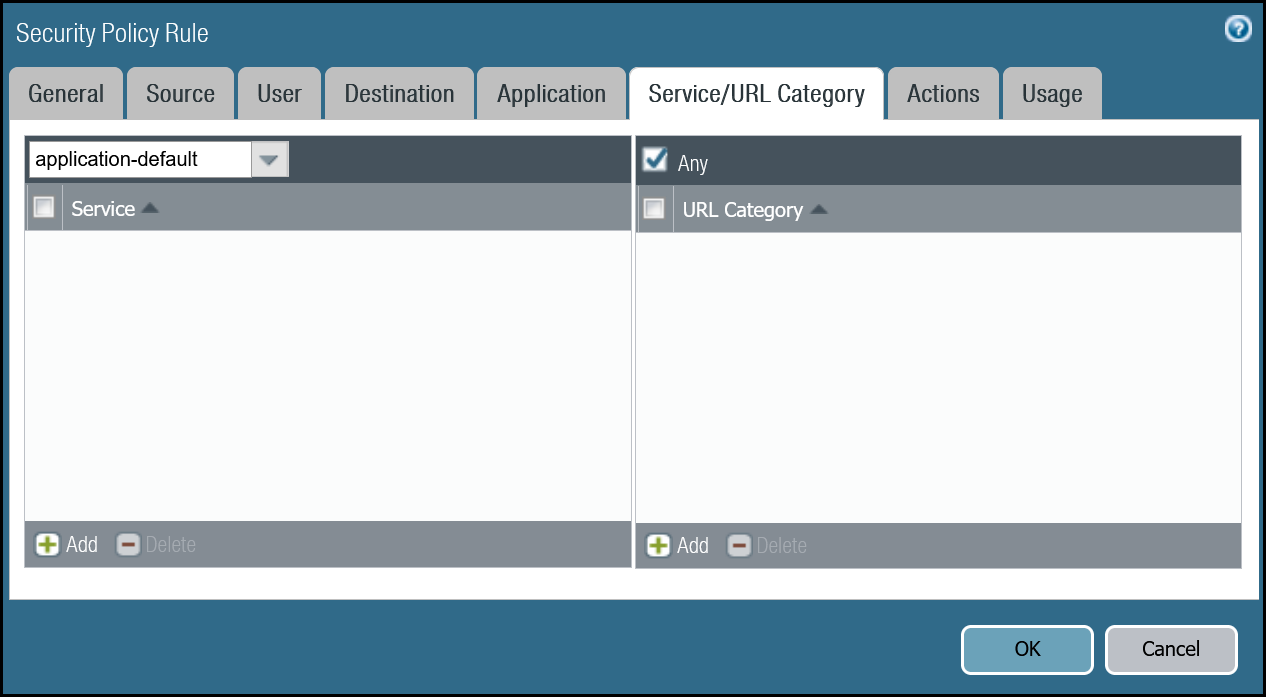 Security Policy Rule
General Source User Destination Application Service/URL Category Actions Usage
application-default
Any
Service
URL Category
Add Delete
Add Delete
OK Cancel